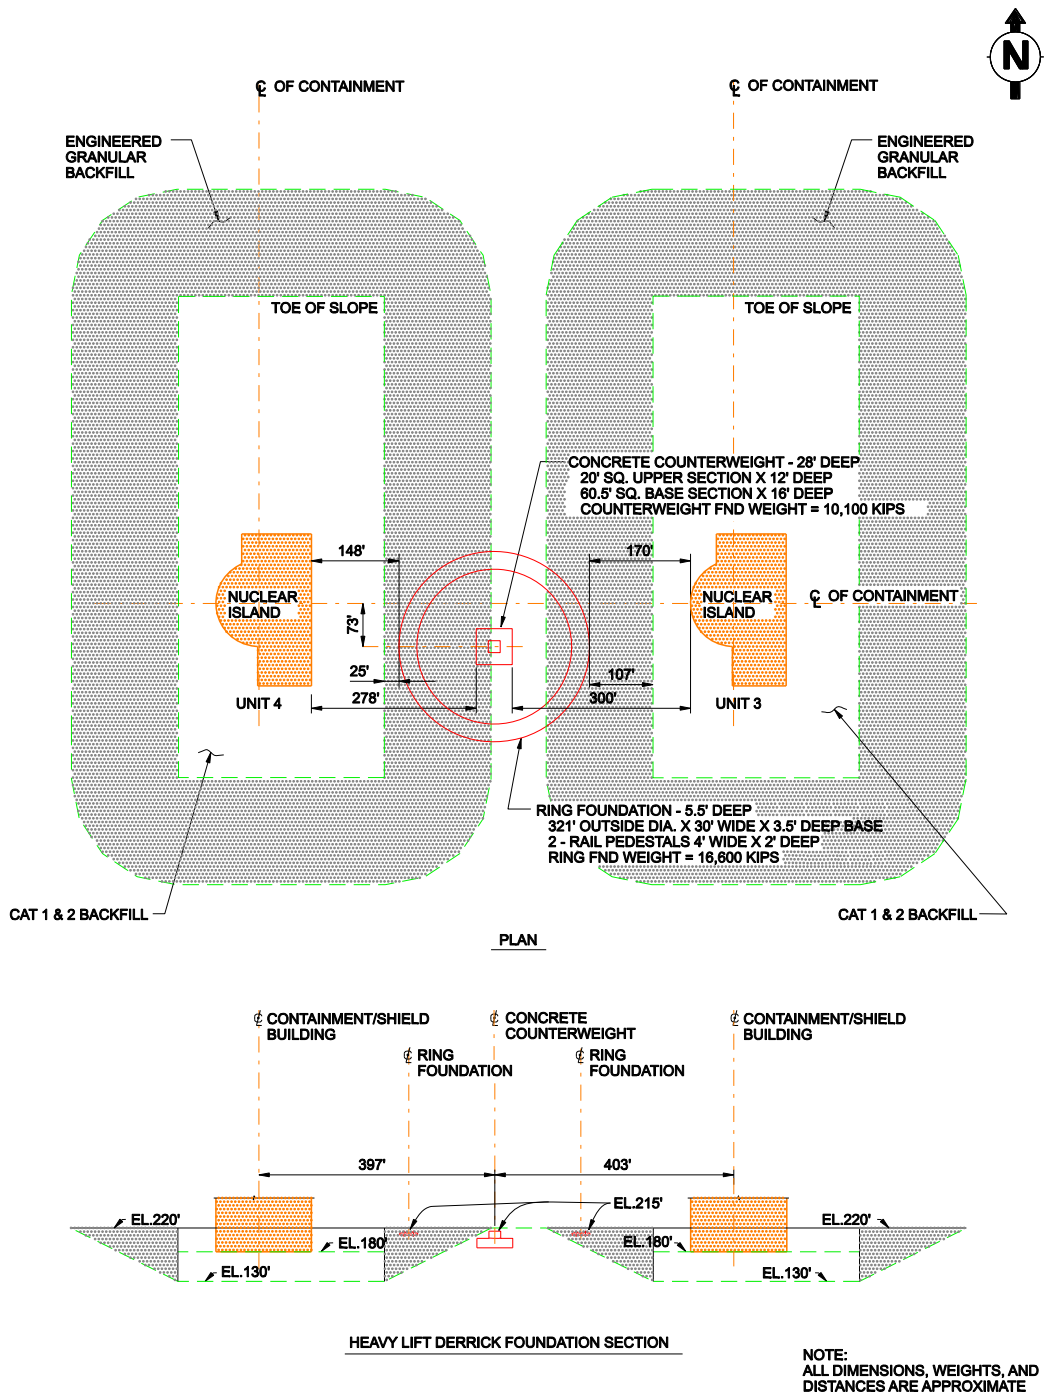 N
℄ OF CONTAINMENT
℄ OF CONTAINMENT
ENGINEERED
GRANULAR
BACKFILL
ENGINEERED
GRANULAR
BACKFILL
TOE OF SLOPE
TOE OF SLOPE
CONCRETE COUNTERWEIGHT - 28' DEEP
20' SQ. UPPER SECTION X 12' DEEP
60.5' SQ. BASE SECTION X 16' DEEP
COUNTERWEIGHT FND WEIGHT = 10,100 KIPS
148'
170'
NUCLEAR
ISLAND
NUCLEAR
ISLAND
℄ OF CONTAINMENT
73'
25'
107'
278'
300'
UNIT 4
UNIT 3
RING FOUNDATION - 5.5' DEEP
321' OUTSIDE DIA. X 30' WIDE X 3.5' DEEP BASE
2 - RAIL PEDESTALS 4' WIDE X 2' DEEP
RING FND WEIGHT = 16,600 KIPS
CAT 1 & 2 BACKFILL
CAT 1 & 2 BACKFILL
PLAN
℄ CONTAINMENT/SHIELD
BUILDING
℄ CONCRETE
COUNTERWEIGHT
℄ CONTAINMENT/SHIELD
BUILDING
℄ RING
FOUNDATION
℄ RING
FOUNDATION
397'
403'
EL.215'
EL.220'
EL.220'
EL.180'
EL.180'
EL.130'
EL.130'
HEAVY LIFT DERRICK FOUNDATION SECTION
NOTE:
ALL DIMENSIONS, WEIGHTS, AND
DISTANCES ARE APPROXIMATE